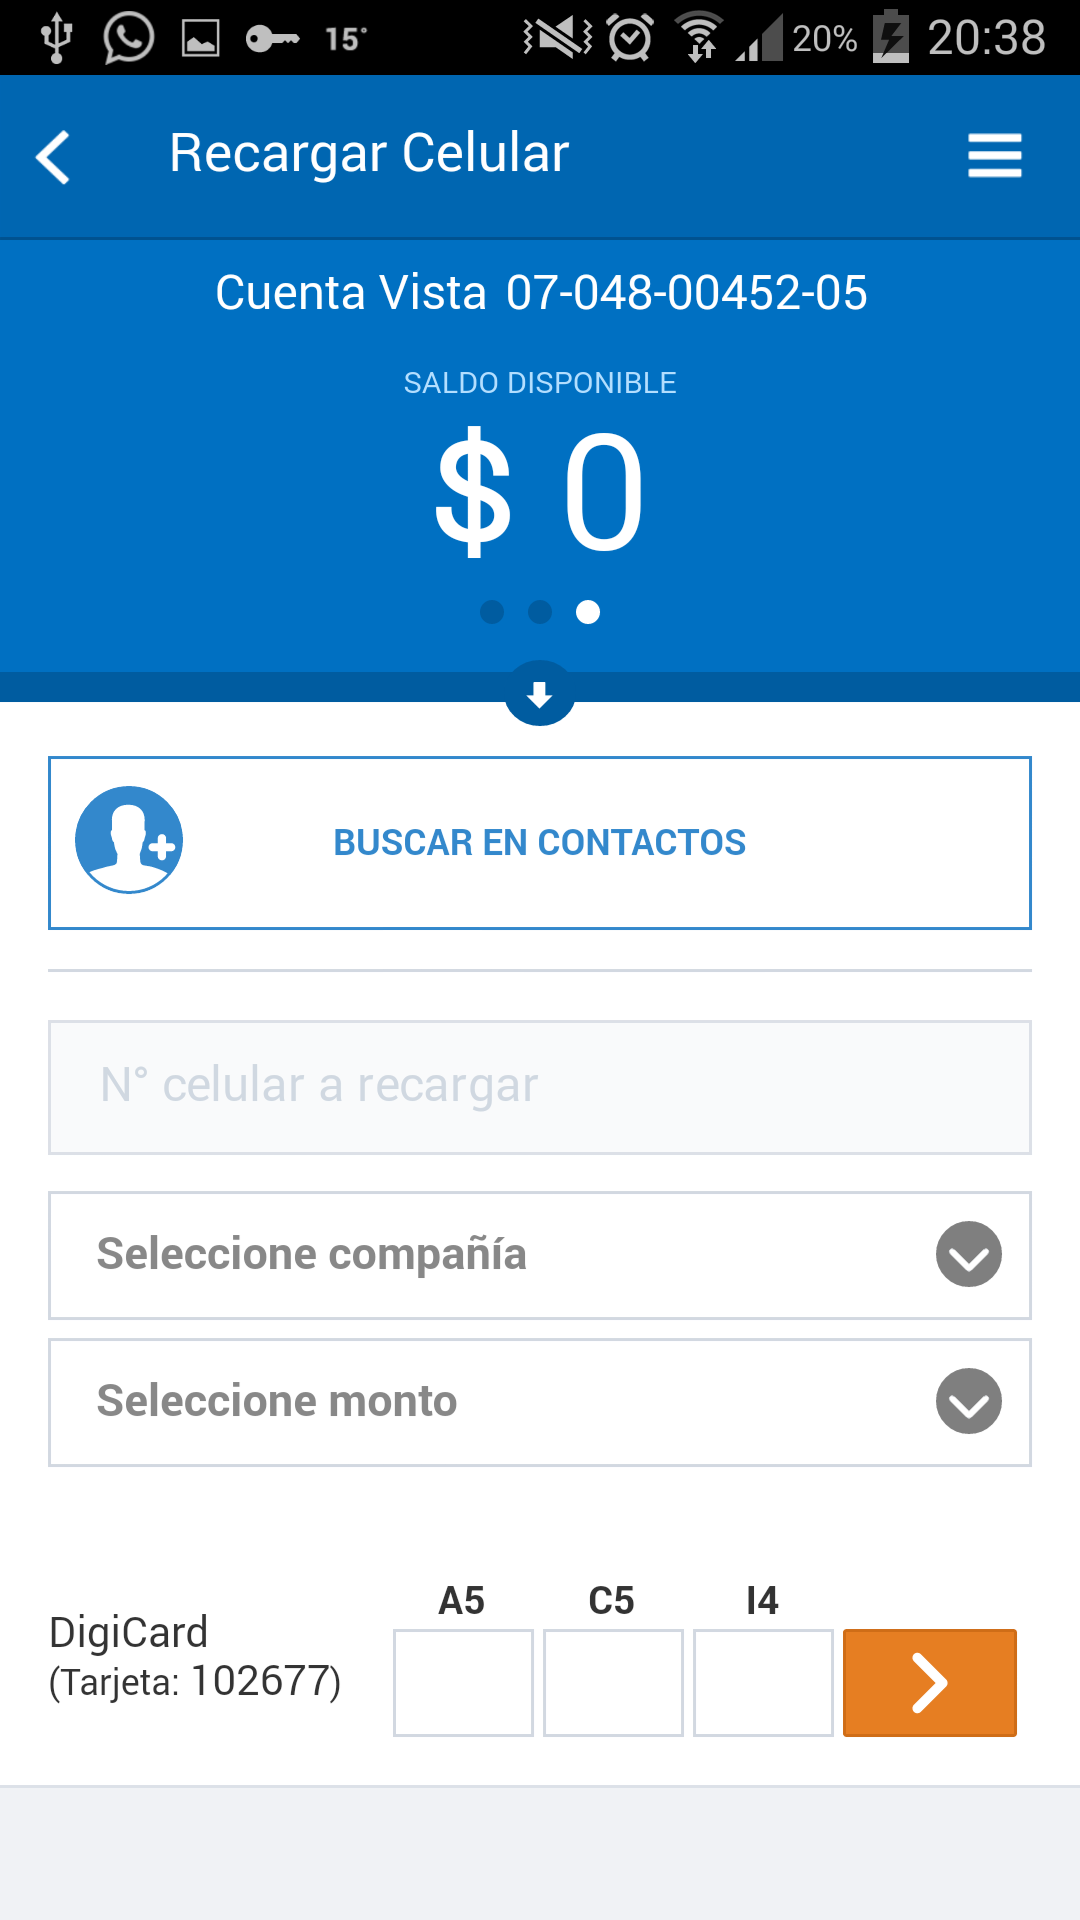 15°
20% 20:38
Recargar Celular
Cuenta Vista 07-048-00452-05
SALDO DISPONIBLE
$ 0
BUSCAR EN CONTACTOS
N° celular a recargar
Seleccione compañía
Seleccione monto
A5 C5 I4
DigiCard
(Tarjeta: 102677)